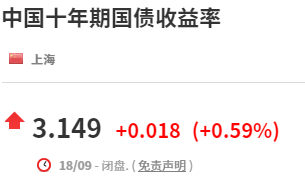 中国十年期国债收益率
上海
3.149 +0.018 (+0.59%)
18/09 - 闭盘. ( 免责声明 )